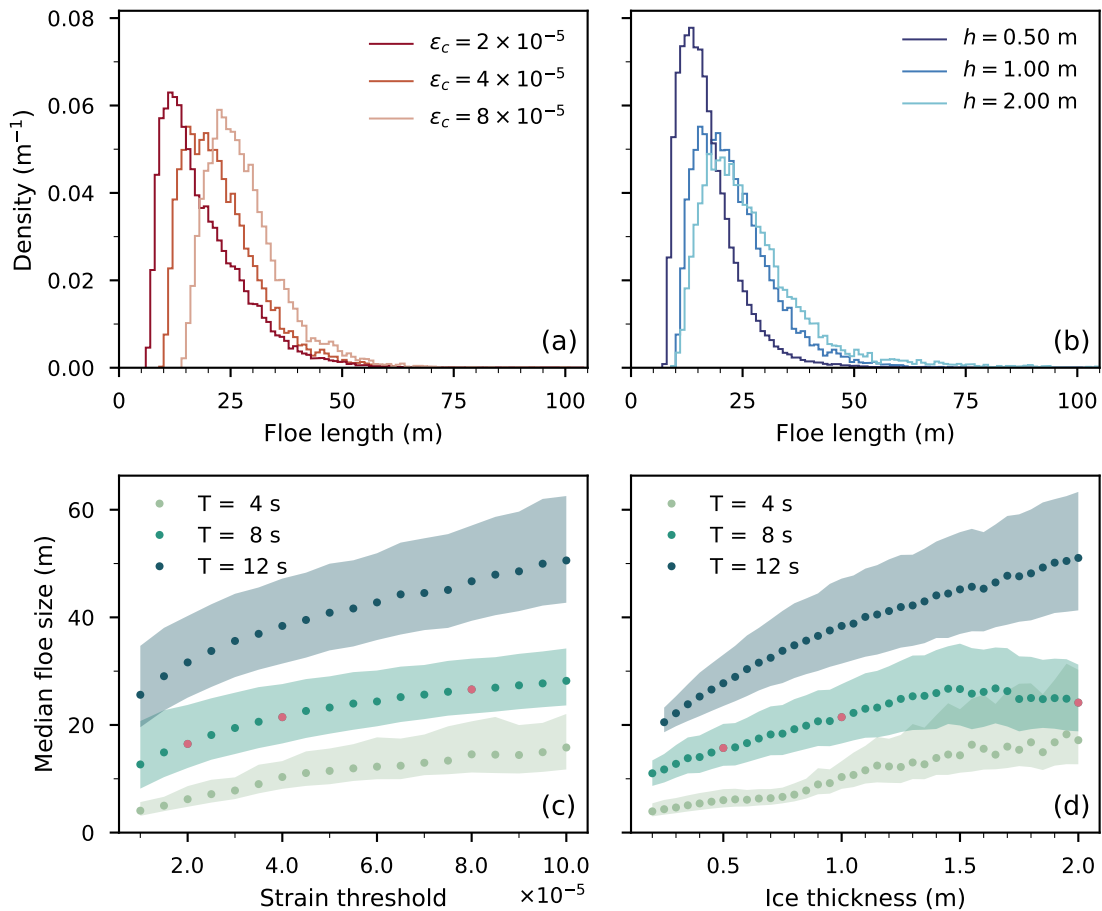 0.08
0.06
0.04
0.02
0.00
Density (m⁻¹)
ε_c = 2 × 10⁻⁵
ε_c = 4 × 10⁻⁵
ε_c = 8 × 10⁻⁵
(a)
0 25 50 75 100
Floe length (m)
h = 0.50 m
h = 1.00 m
h = 2.00 m
(b)
0 25 50 75 100
Floe length (m)
60
40
20
0
Median floe size (m)
T = 4 s
T = 8 s
T = 12 s
(c)
2.0 4.0 6.0 8.0 10.0
Strain threshold ×10⁻⁵
T = 4 s
T = 8 s
T = 12 s
(d)
0.5 1.0 1.5 2.0
Ice thickness (m)